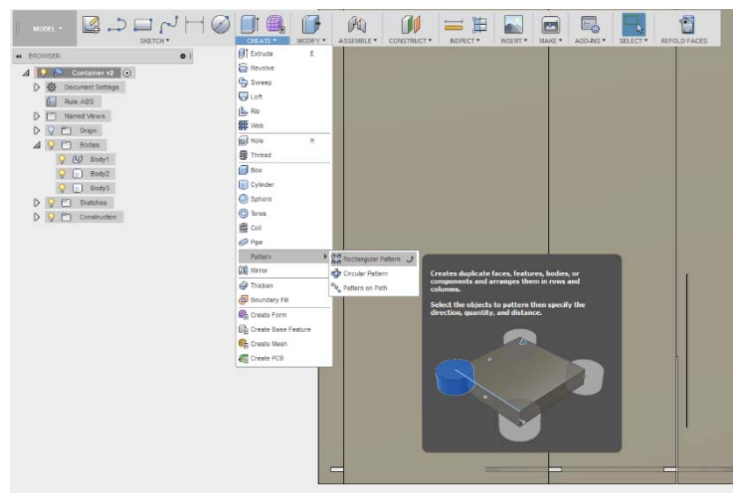 MODEL
SKETCH
CREATE
MODIFY
ASSEMBLE
CONSTRUCT
INSPECT
INSERT
MAKE
ADD-INS
SELECT
REFOLD FACES
BROWSER
Container v2
Document Settings
Rule: ABS
Named Views
Origin
Bodies
Body1
Body2
Body3
Sketches
Construction
Extrude E
Revolve
Sweep
Loft
Rib
Web
Hole H
Thread
Box
Cylinder
Sphere
Torus
Coil
Pipe
Pattern
Mirror
Thicken
Boundary Fill
Create Form
Create Base Feature
Create Mesh
Create PCB
Rectangular Pattern
Circular Pattern
Pattern on Path
Creates duplicate faces, features, bodies, or
components and arranges them in rows and
columns.
Select the objects to pattern then specify the
direction, quantity, and distance.